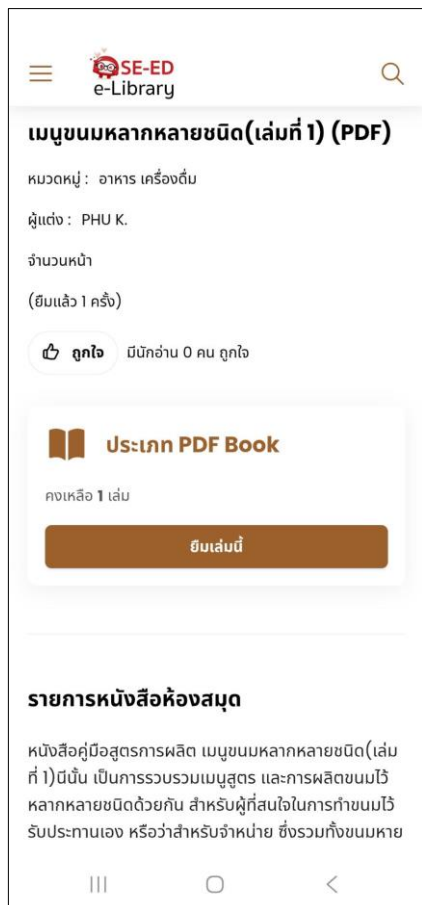 SE-ED
e-Library
เมนูขนมหลากหลายชนิด(เล่มที่ 1) (PDF)
หมวดหมู่ : อาหาร เครื่องดื่ม
ผู้แต่ง : PHU K.
จำนวนหน้า
(ยืมแล้ว 1 ครั้ง)
ถูกใจ มีนักอ่าน 0 คน ถูกใจ
ประเภท PDF Book
คงเหลือ 1 เล่ม
ยืมเล่มนี้
รายการหนังสือห้องสมุด
หนังสือคู่มือสูตรการผลิต เมนูขนมหลากหลายชนิด(เล่ม
ที่ 1)นีนั้น เป็นการรวบรวมเมนูสูตร และการผลิตขนมไว้
หลากหลายชนิดด้วยกัน สำหรับผู้ที่สนใจในการทำขนมไว้
รับประทานเอง หรือว่าสำหรับจำหน่าย ซึ่งรวมทั้งขนมหาย